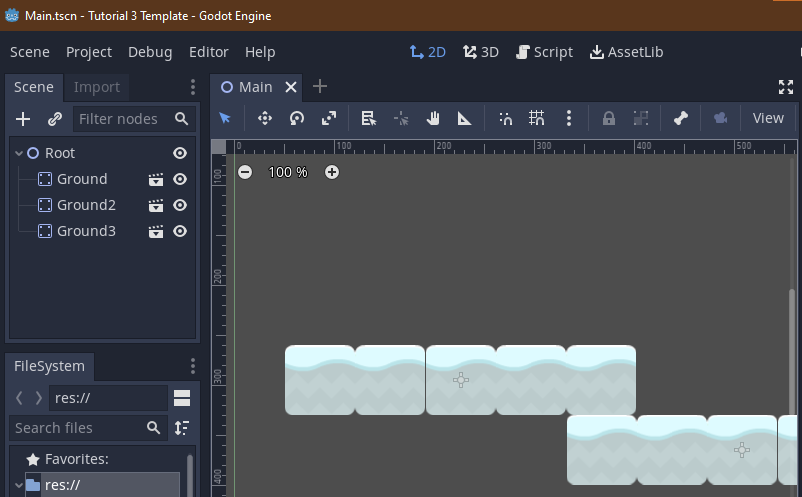 Main.tscn - Tutorial 3 Template - Godot Engine
Scene Project Debug Editor Help 2D 3D Script AssetLib
Scene Import Main
Filter nodes View
0 100 200 300 400 500
Root 100 % 100
Ground
Ground2
Ground3
200
FileSystem
300
res://
Search files
Favorites:
res:// 400